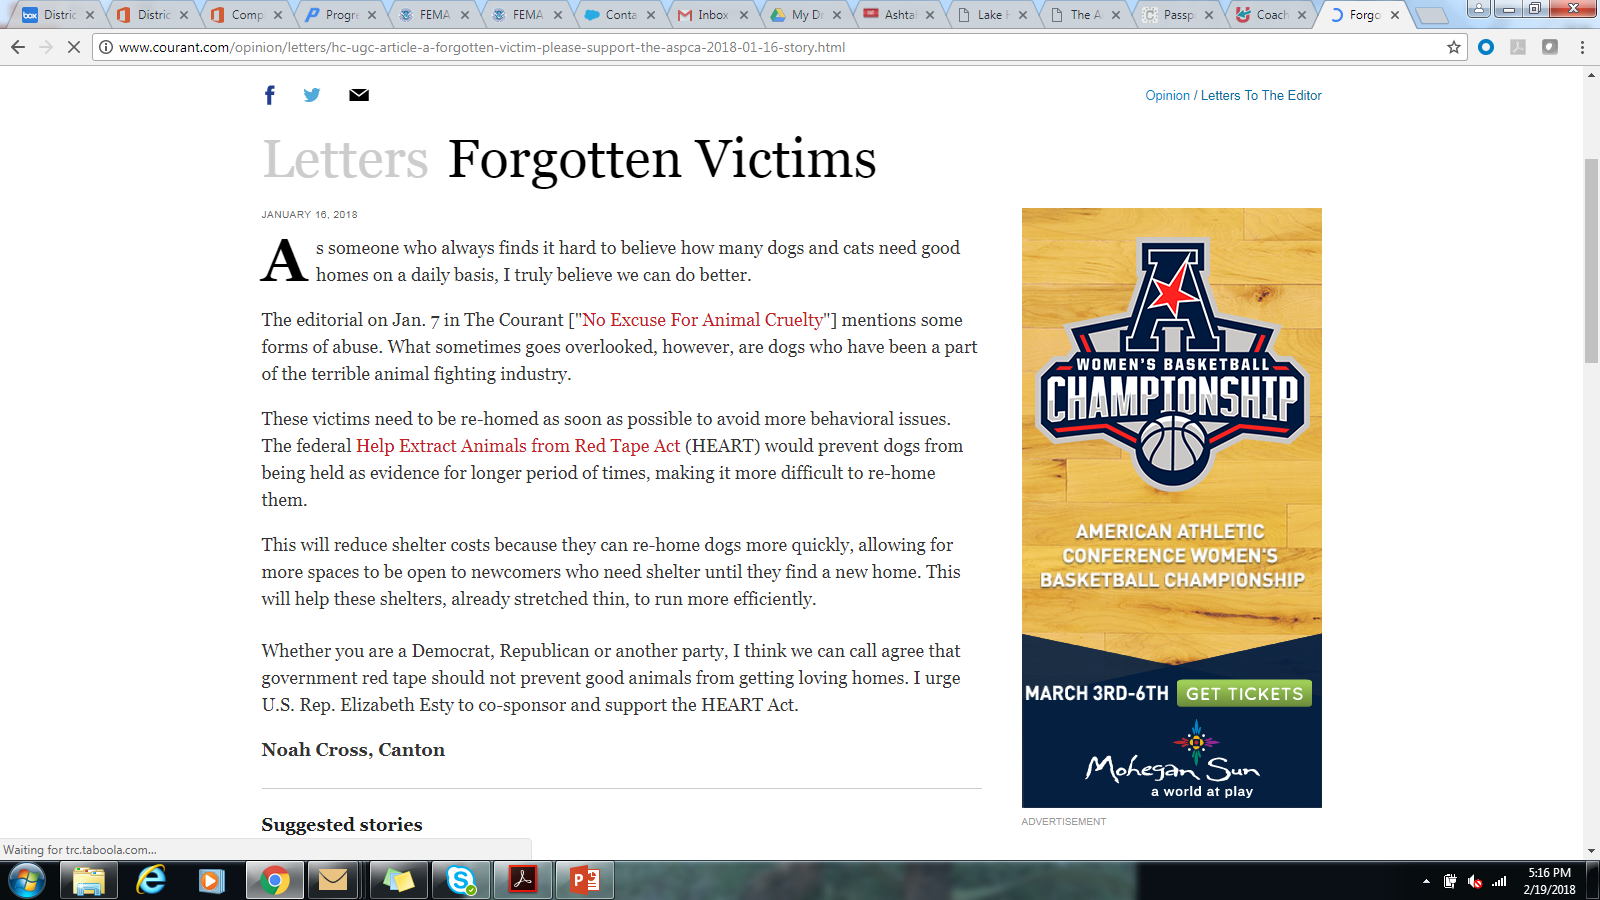 Distric
Distric
Comp
Progre
FEMA
FEMA
Conta
Inbox
My Dr
Ashta
Lake H
The A
Passp
Coach
Forgo
www.courant.com/opinion/letters/hc-ugc-article-a-forgotten-victim-please-support-the-aspca-2018-01-16-story.html
Opinion / Letters To The Editor
Letters Forgotten Victims
JANUARY 16, 2018
As someone who always finds it hard to believe how many dogs and cats need good
homes on a daily basis, I truly believe we can do better.
The editorial on Jan. 7 in The Courant ["No Excuse For Animal Cruelty"] mentions some
forms of abuse. What sometimes goes overlooked, however, are dogs who have been a part
of the terrible animal fighting industry.
These victims need to be re-homed as soon as possible to avoid more behavioral issues.
The federal Help Extract Animals from Red Tape Act (HEART) would prevent dogs from
being held as evidence for longer period of times, making it more difficult to re-home
them.
This will reduce shelter costs because they can re-home dogs more quickly, allowing for
more spaces to be open to newcomers who need shelter until they find a new home. This
will help these shelters, already stretched thin, to run more efficiently.
Whether you are a Democrat, Republican or another party, I think we can call agree that
government red tape should not prevent good animals from getting loving homes. I urge
U.S. Rep. Elizabeth Esty to co-sponsor and support the HEART Act.
Noah Cross, Canton
Suggested stories
WOMEN'S BASKETBALL
CHAMPIONSHIP
AMERICAN ATHLETIC
CONFERENCE WOMEN'S
BASKETBALL CHAMPIONSHIP
MARCH 3RD-6TH GET TICKETS
Mohegan Sun
a world at play
ADVERTISEMENT
Waiting for trc.taboola.com...
5:16 PM
2/19/2018